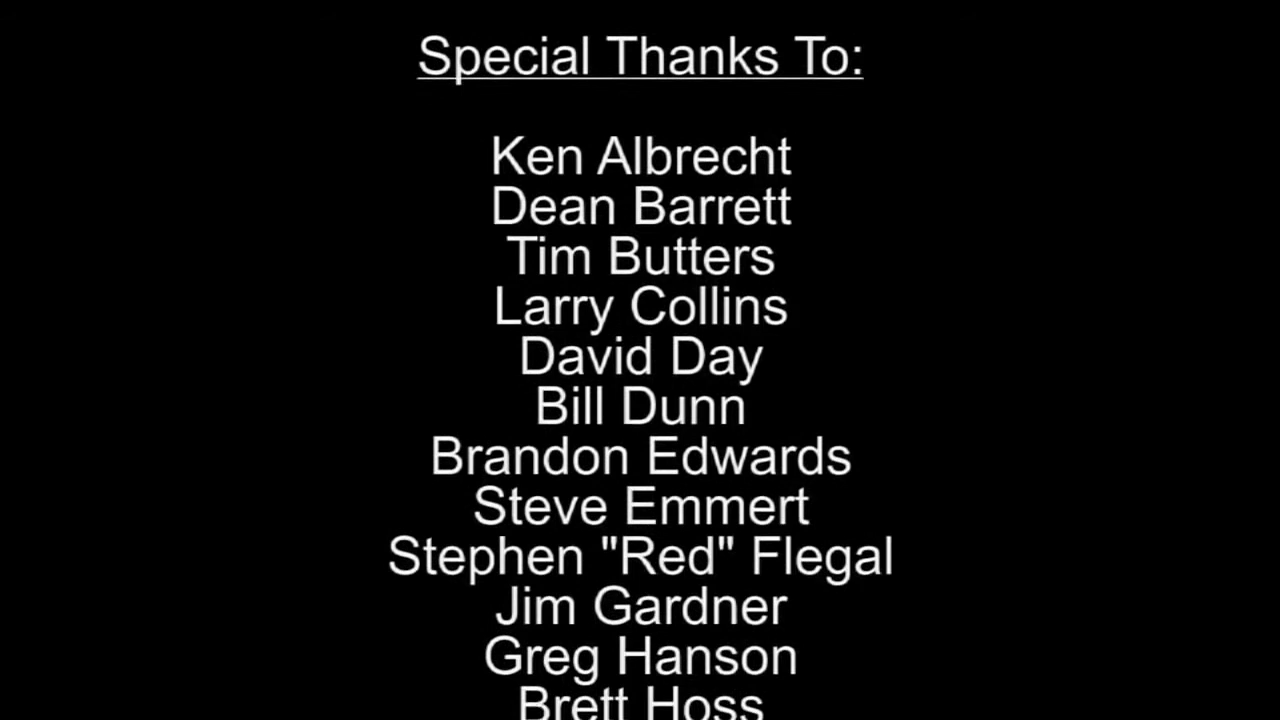 Special Thanks To:
Ken Albrecht
Dean Barrett
Tim Butters
Larry Collins
David Day
Bill Dunn
Brandon Edwards
Steve Emmert
Stephen "Red" Flegal
Jim Gardner
Greg Hanson
Brett Hoss